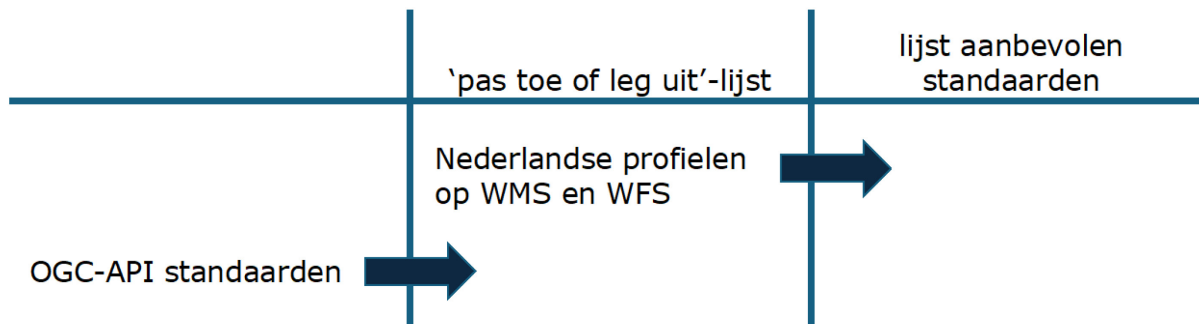 ‘pas toe of leg uit’-lijst
lijst aanbevolen
standaarden
Nederlandse profielen
op WMS en WFS
OGC-API standaarden